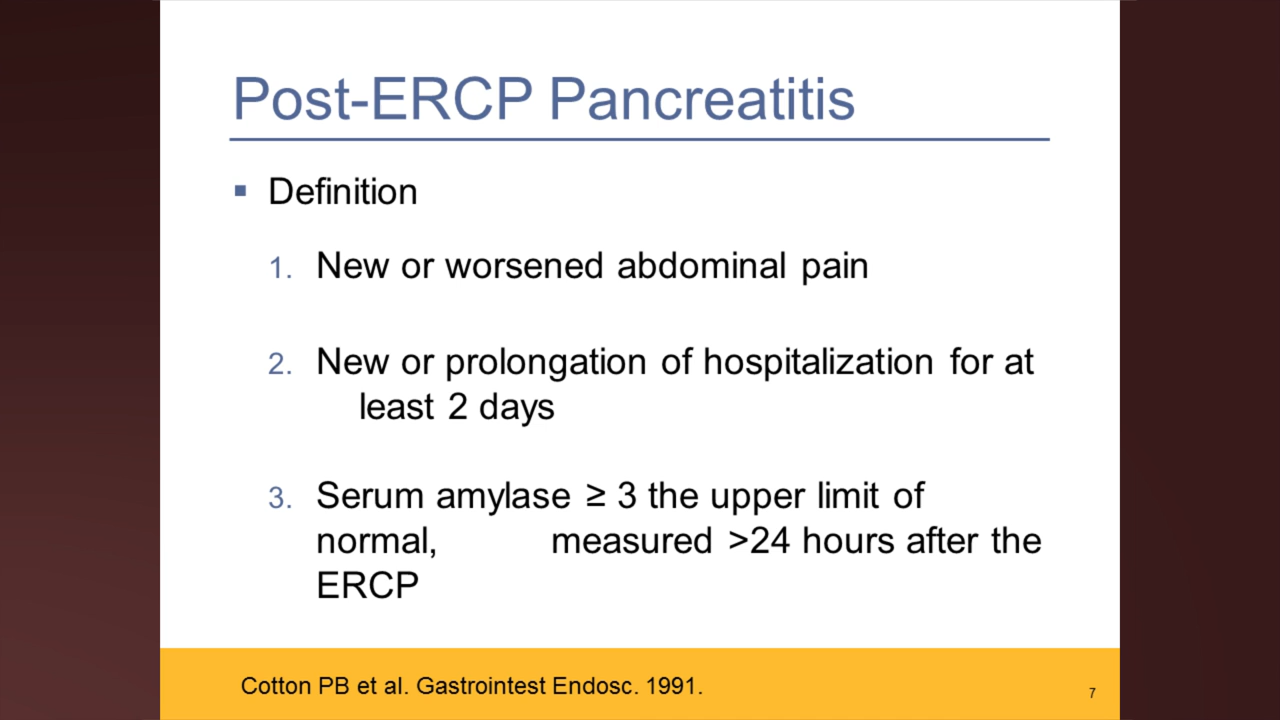 Post-ERCP Pancreatitis
▪ Definition
1. New or worsened abdominal pain
2. New or prolongation of hospitalization for at
least 2 days
3. Serum amylase ≥ 3 the upper limit of
normal, measured >24 hours after the
ERCP
Cotton PB et al. Gastrointest Endosc. 1991.
7